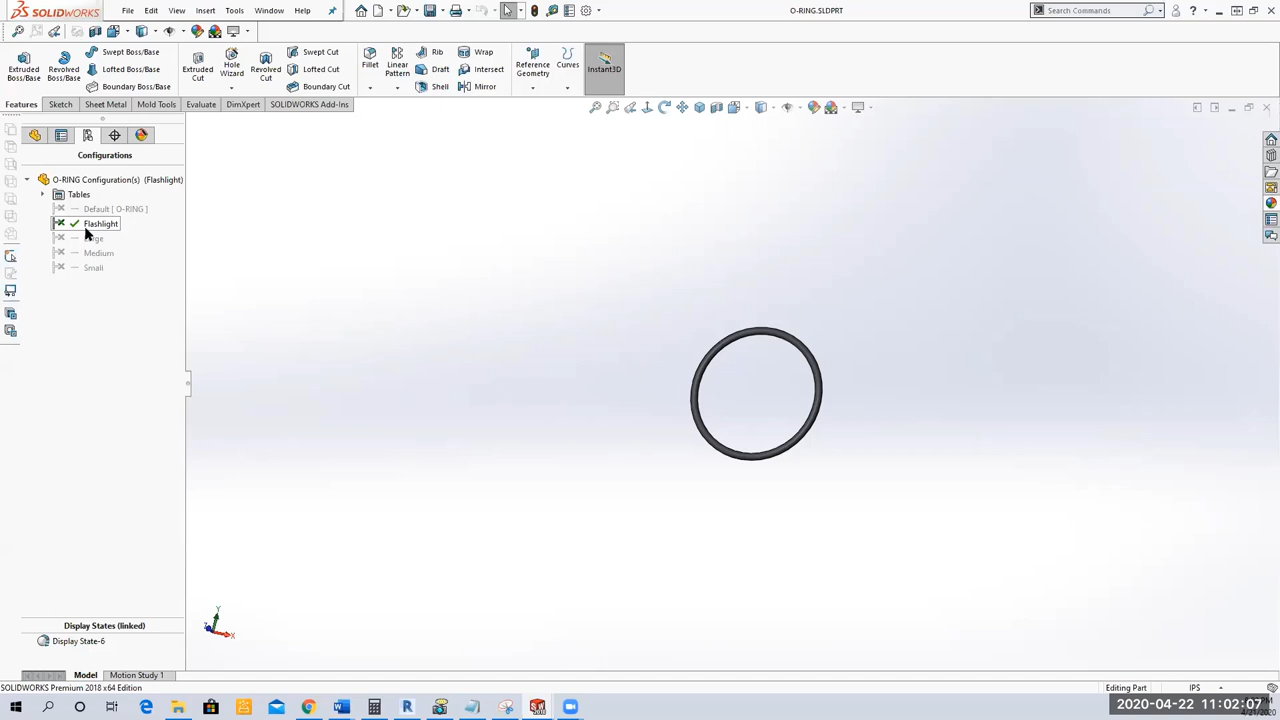 SOLIDWORKS File Edit View Insert Tools Window Help O-RING.SLDPRT Search Commands
Extruded Boss/Base
Revolved Boss/Base
Swept Boss/Base
Lofted Boss/Base
Boundary Boss/Base
Extruded Cut
Hole Wizard
Revolved Cut
Swept Cut
Lofted Cut
Boundary Cut
Fillet
Linear Pattern
Rib
Draft
Shell
Wrap
Intersect
Mirror
Reference Geometry
Curves
Instant3D
Features Sketch Sheet Metal Mold Tools Evaluate DimXpert SOLIDWORKS Add-Ins
Configurations
O-RING Configuration(s) (Flashlight)
Tables
Default [ O-RING ]
Flashlight
Medium
Small
Y
Z X
Display States (linked)
Display State-6
Model Motion Study 1
SOLIDWORKS Premium 2018 x64 Edition Editing Part IPS
2020-04-22 11:02:07